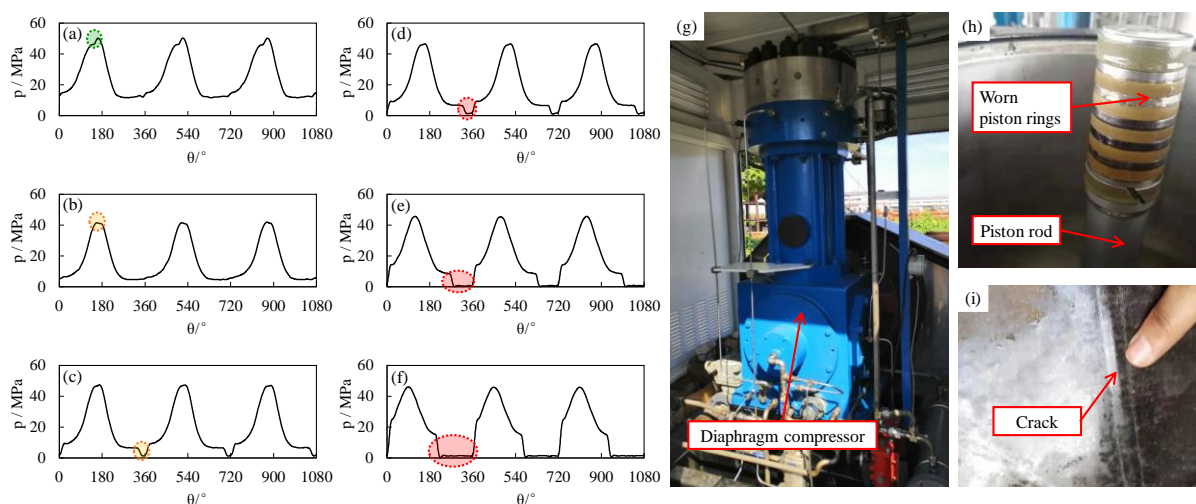 (a)
p / MPa
60
40
20
0
0 180 360 540 720 900 1080
θ/°
(b)
p / MPa
60
40
20
0
0 180 360 540 720 900 1080
θ/°
(c)
p / MPa
60
40
20
0
0 180 360 540 720 900 1080
θ/°
(d)
p / MPa
60
40
20
0
0 180 360 540 720 900 1080
θ/°
(e)
p / MPa
60
40
20
0
0 180 360 540 720 900 1080
θ/°
(f)
p / MPa
60
40
20
0
0 180 360 540 720 900 1080
θ/°
(g)
Diaphragm compressor
(h)
Worn
piston rings
Piston rod
(i)
Crack